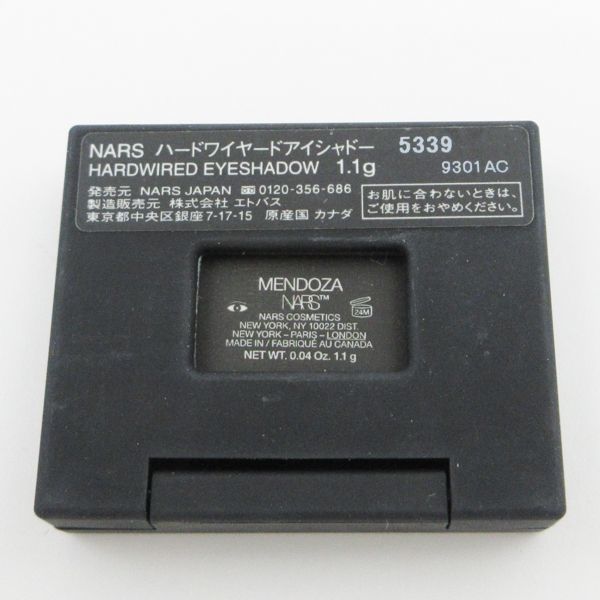 NARS ハードワイヤードアイシャドー 5339
HARDWIRED EYESHADOW 1.1g 9301AC
発売元 NARS JAPAN 0120-356-686
製造販売元 株式会社 エトバス
東京都中央区銀座7-17-15 原産国 カナダ
お肌に合わないときは、
ご使用をおやめください。
MENDOZA
NARS™
24M
NARS COSMETICS
NEW YORK, NY 10022 DIST.
NEW YORK – PARIS – LONDON
MADE IN / FABRIQUÉ AU CANADA
NET WT. 0.04 Oz. 1.1 g